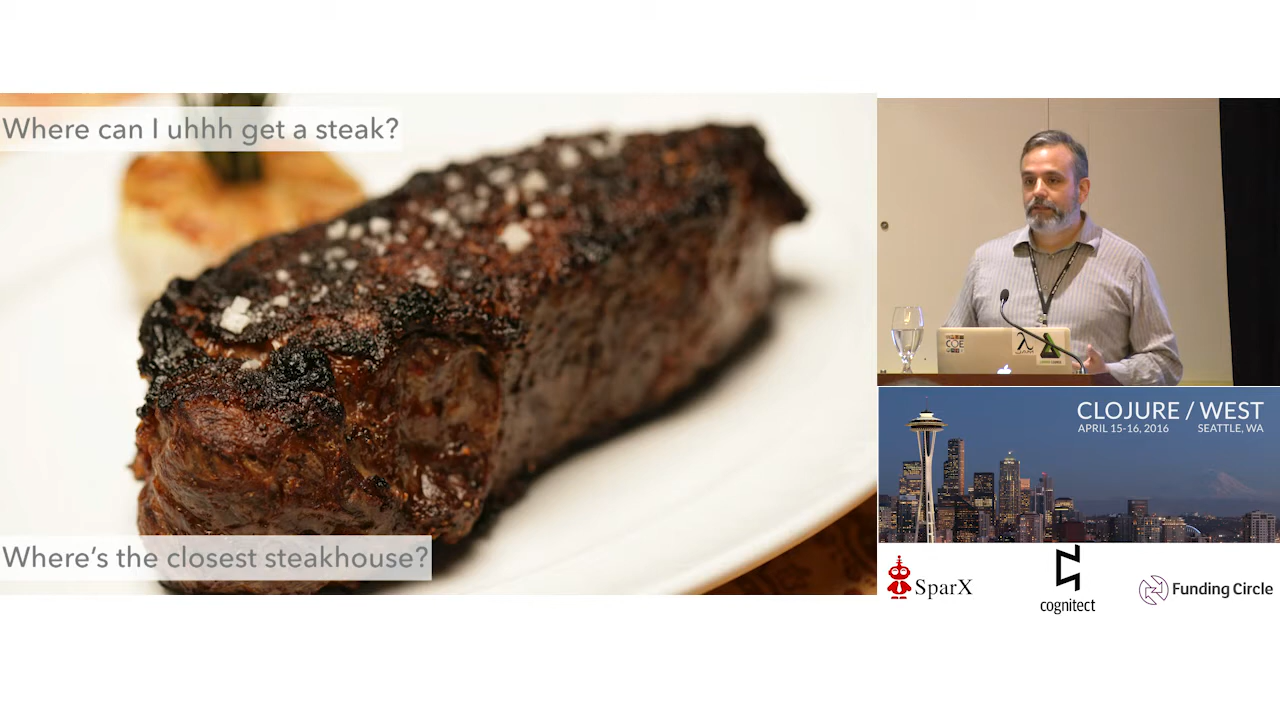 Where can I uhhh get a steak?
Where's the closest steakhouse?
COE
λ
CLOJURE / WEST
APRIL 15-16, 2016 SEATTLE, WA
SparX
cognitect
Funding Circle